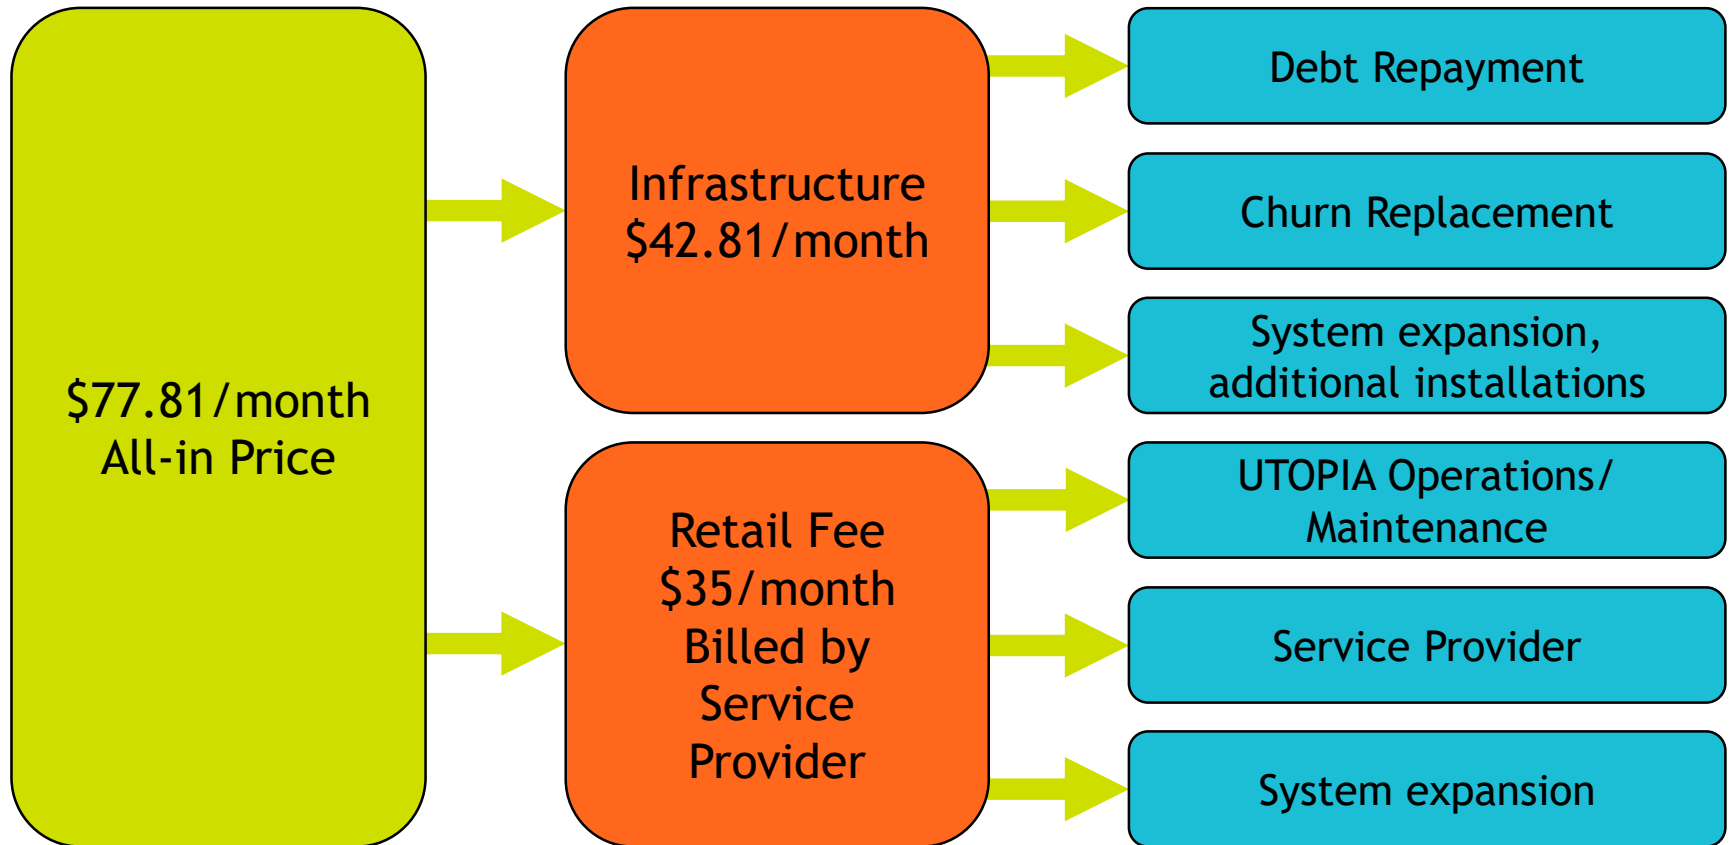 $77.81/month
All-in Price
Infrastructure
$42.81/month
Retail Fee
$35/month
Billed by
Service
Provider
Debt Repayment
Churn Replacement
System expansion,
additional installations
UTOPIA Operations/
Maintenance
Service Provider
System expansion